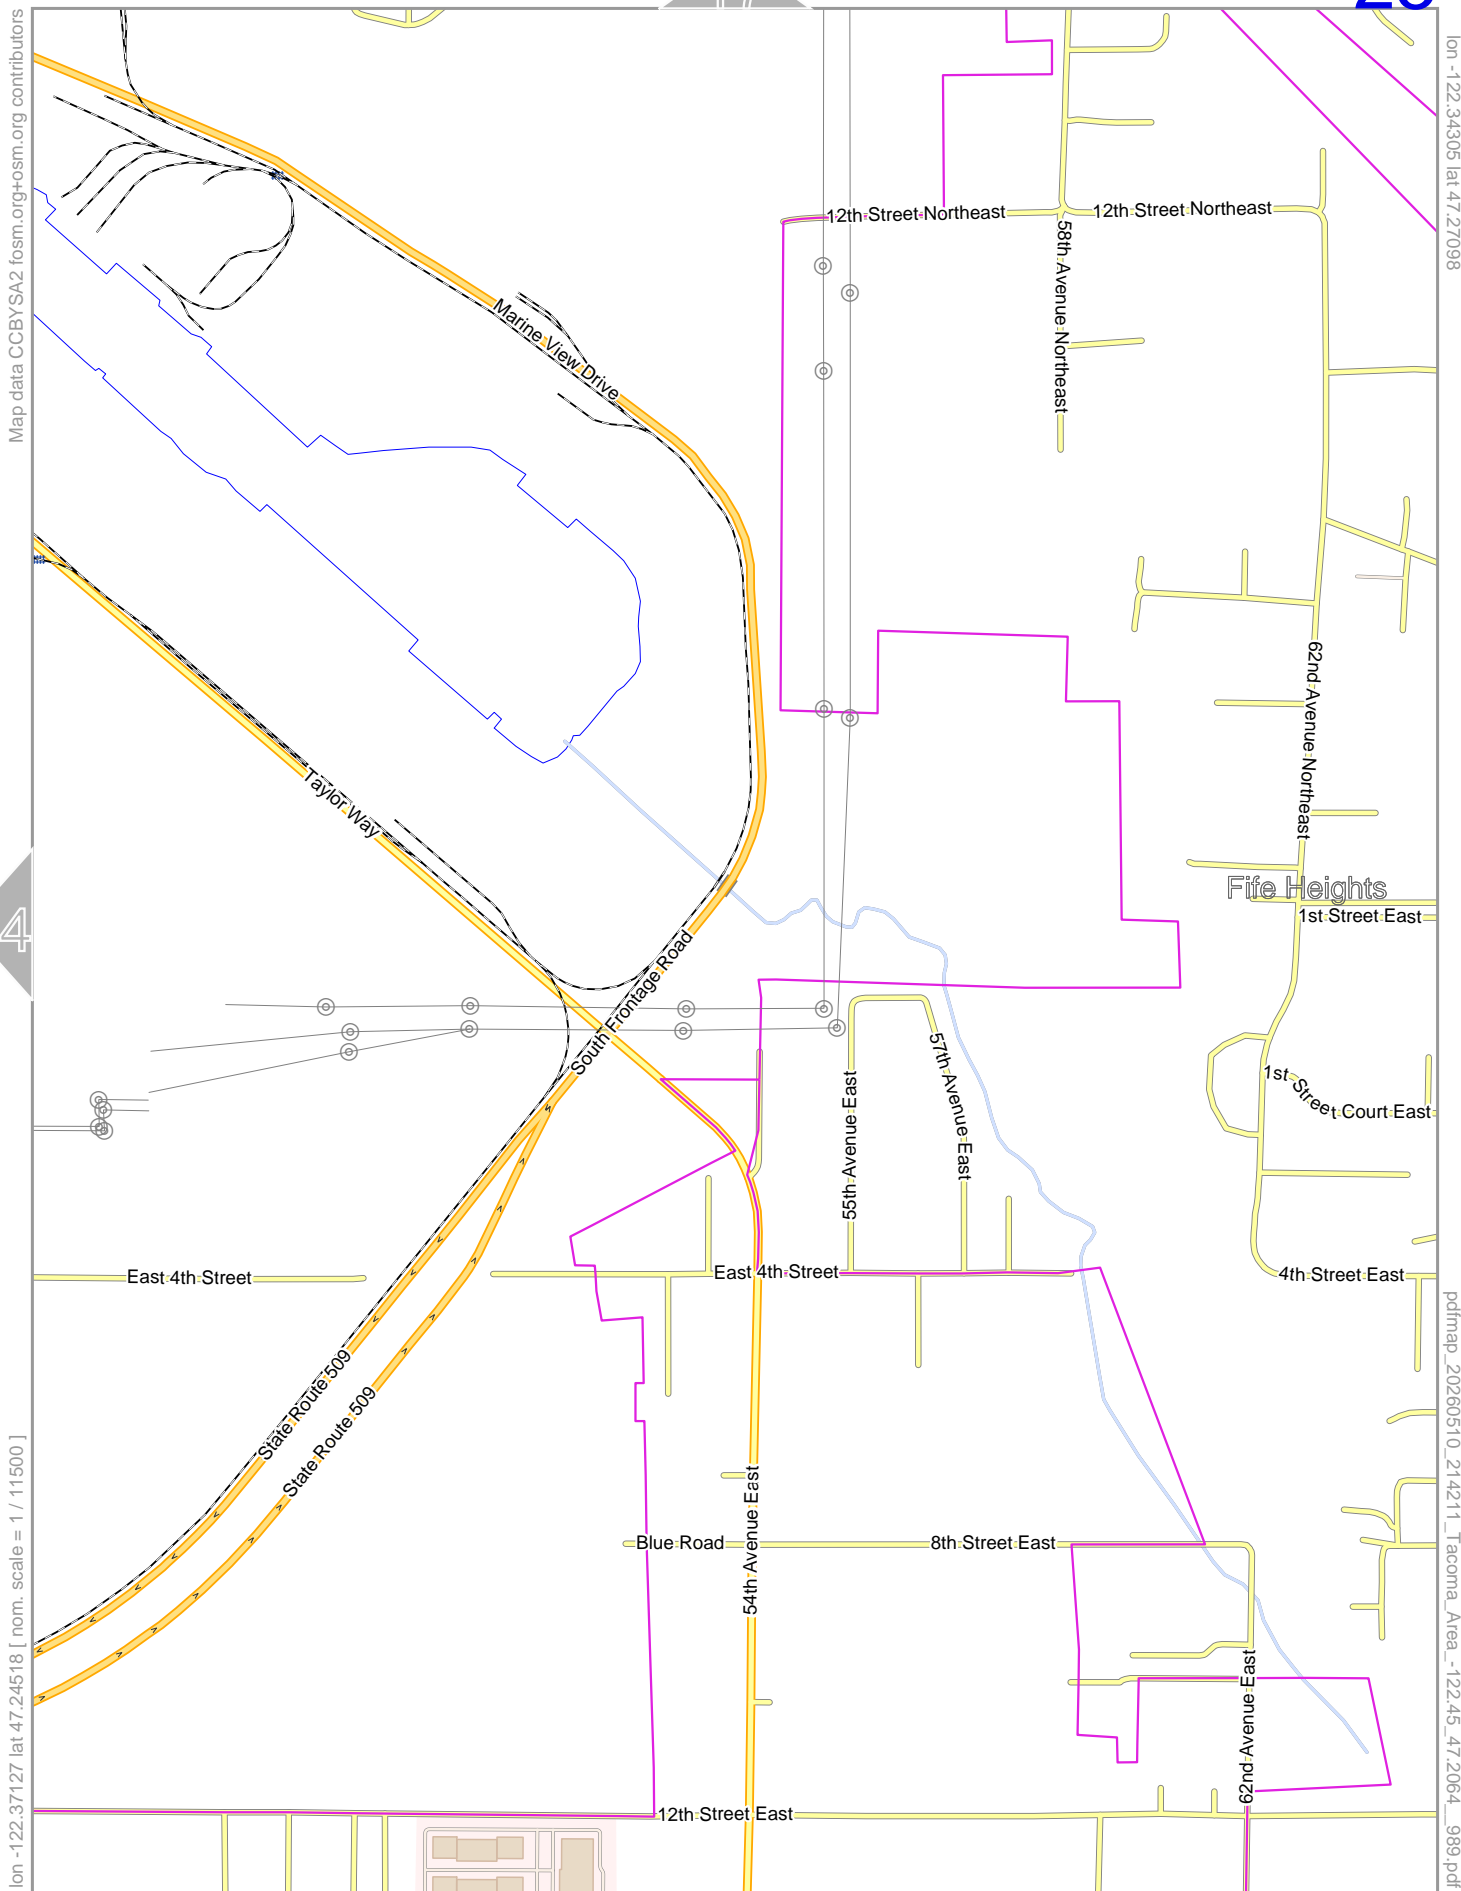 Map data CCBYSA2 fosm.org+osm.org contributors
lon -122.34305 lat 47.27098
12th Street Northeast
12th Street Northeast
58th Avenue Northeast
Marine View Drive
62nd Avenue Northeast
Taylor Way
Fife Heights
1st Street East
4
South Frontage Road
57th Avenue East
55th Avenue East
1st Street Court East
East 4th Street
East 4th Street
4th Street East
State Route 509
State Route 509
54th Avenue East
Blue Road
8th Street East
62nd Avenue East
12th Street East
lon -122.37127 lat 47.24518 [ nom. scale = 1 / 11500 ]
pdfmap_20260510_214211_Tacoma_Area_-122.45_47.2064__989.pdf